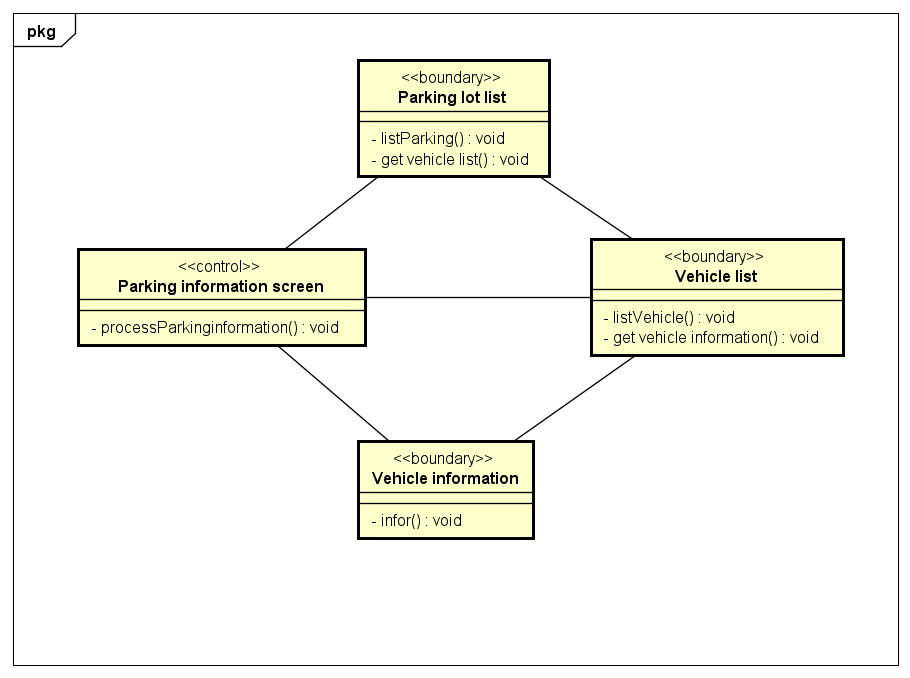 pkg
<<boundary>>
Parking lot list
- listParking() : void
- get vehicle list() : void
<<control>>
Parking information screen
- processParkinginformation() : void
<<boundary>>
Vehicle list
- listVehicle() : void
- get vehicle information() : void
<<boundary>>
Vehicle information
- infor() : void